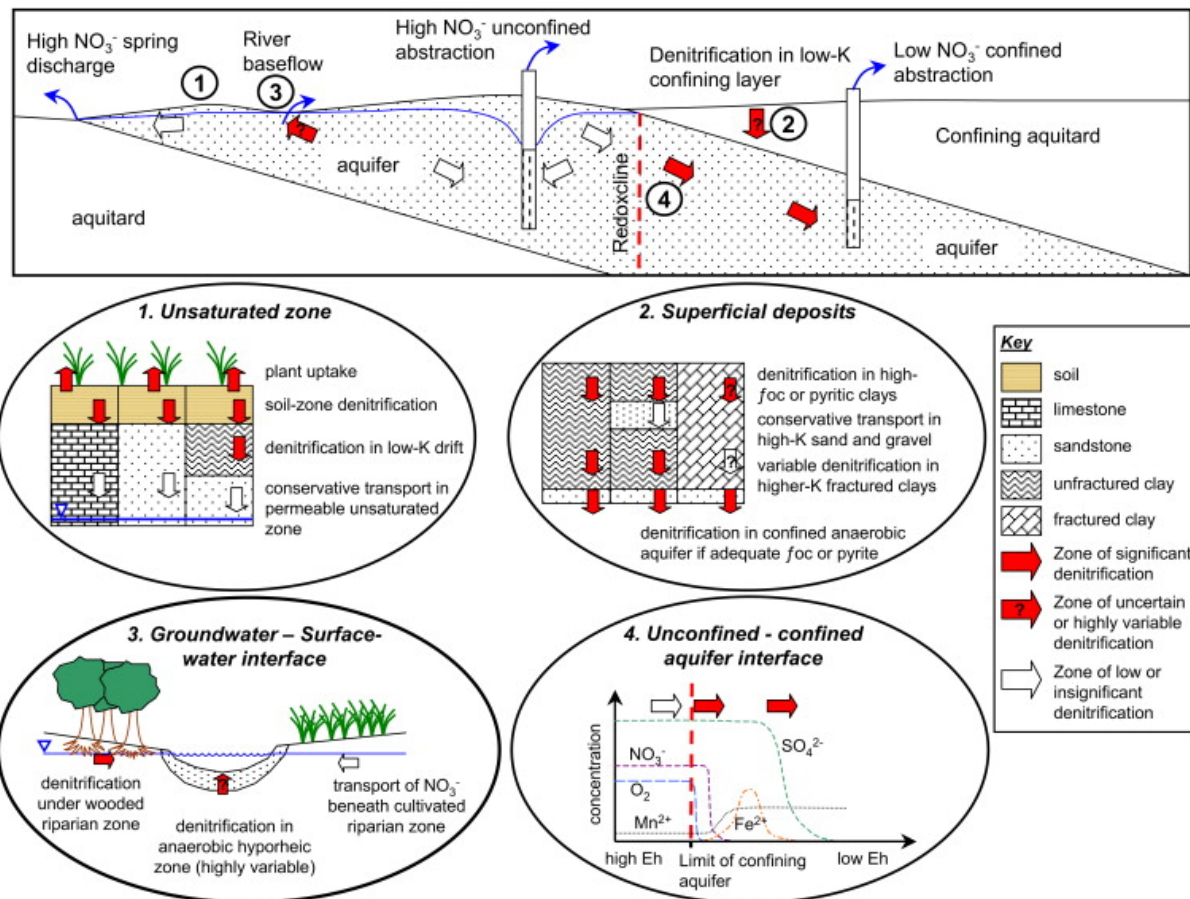 High NO₃⁻ spring
discharge
River
baseflow
High NO₃⁻ unconfined
abstraction
Denitrification in low-K
confining layer
Low NO₃⁻ confined
abstraction
1
3
?
?
2
Confining aquitard
aquifer
aquitard
Redoxcline
4
aquifer
1. Unsaturated zone
plant uptake
soil-zone denitrification
denitrification in low-K drift
conservative transport in
permeable unsaturated
zone
2. Superficial deposits
?
?
denitrification in high-
foc or pyritic clays
conservative transport in
high-K sand and gravel
variable denitrification in
higher-K fractured clays
denitrification in confined anaerobic
aquifer if adequate foc or pyrite
Key
soil
limestone
sandstone
unfractured clay
fractured clay
Zone of significant
denitrification
?
Zone of uncertain
or highly variable
denitrification
Zone of low or
insignificant
denitrification
3. Groundwater – Surface-
water interface
?
denitrification
under wooded
riparian zone
denitrification in
anaerobic hyporheic
zone (highly variable)
transport of NO₃⁻
beneath cultivated
riparian zone
4. Unconfined - confined
aquifer interface
concentration
NO₃⁻
O₂
Mn²⁺
Fe²⁺
SO₄²⁻
high Eh
Limit of confining
aquifer
low Eh